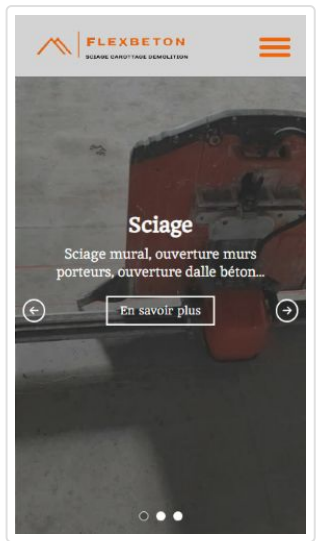 FLEXBETON
SCIAGE CAROTTAGE DEMOLITION
Sciage
Sciage mural, ouverture murs
porteurs, ouverture dalle béton...
En savoir plus